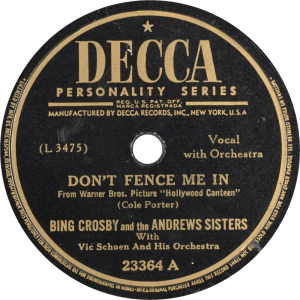 DECCA
PERSONALITY SERIES
REG. U.S. PAT. OFF.
MARCA REGISTRADA
MANUFACTURED BY DECCA RECORDS, INC., NEW YORK, U.S.A.
(L 3475)
Vocal
with Orchestra
DON'T FENCE ME IN
From Warner Bros. Picture "Hollywood Canteen"
(Cole Porter)
BING CROSBY and the ANDREWS SISTERS
With
Vic Schoen And His Orchestra
23364 A